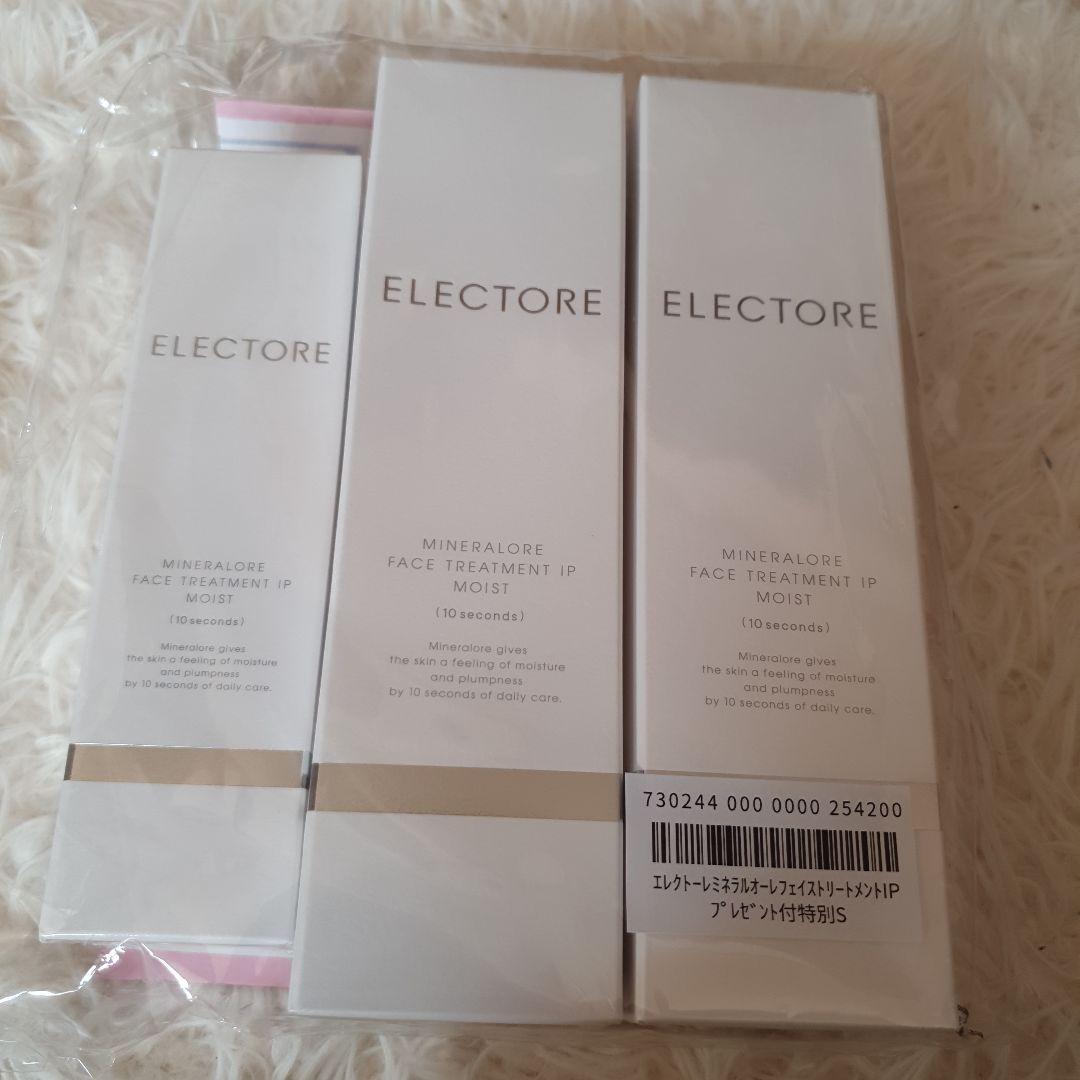 ELECTORE
MINERALORE
FACE TREATMENT IP
MOIST
(10 seconds)
Mineralore gives
the skin a feeling of moisture
and plumpness
by 10 seconds of daily care.
ELECTORE
MINERALORE
FACE TREATMENT IP
MOIST
(10 seconds)
Mineralore gives
the skin a feeling of moisture
and plumpness
by 10 seconds of daily care.
ELECTORE
MINERALORE
FACE TREATMENT IP
MOIST
(10 seconds)
Mineralore gives
the skin a feeling of moisture
and plumpness
by 10 seconds of daily care.
730244 000 0000 254200
エレクトーレミネラルオーレフェイストリートメントIP
プレゼント付特別S